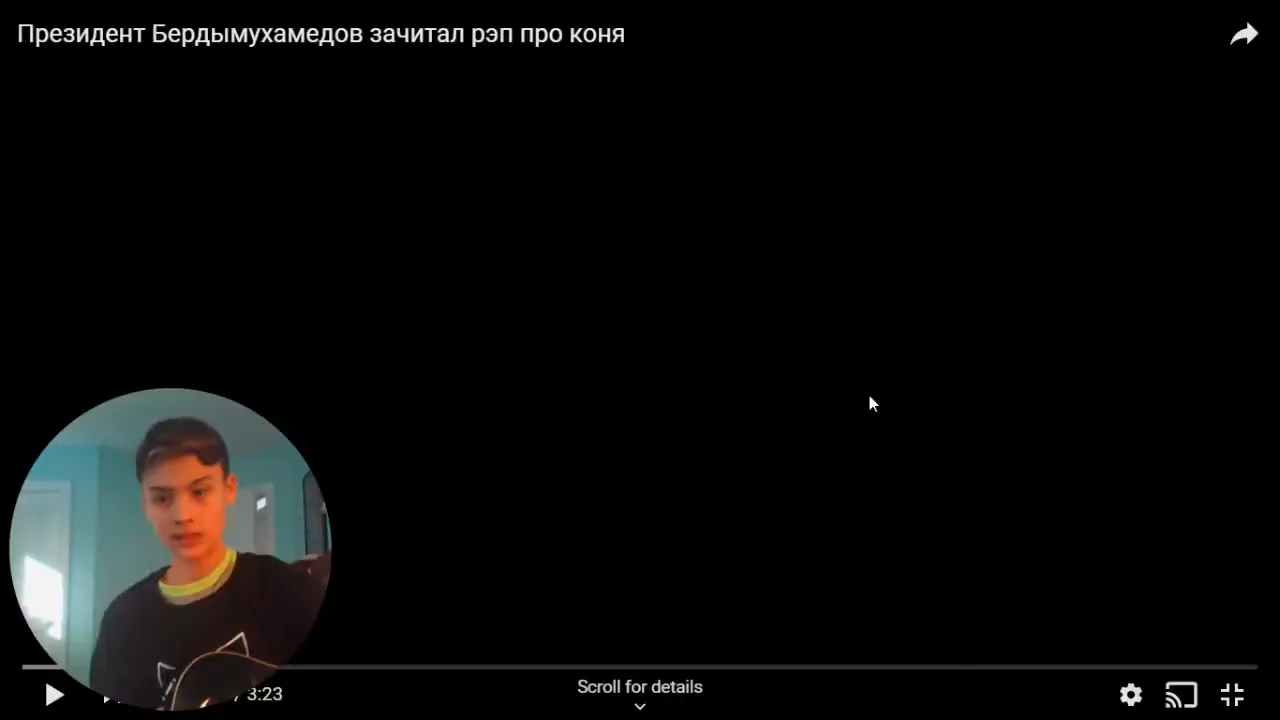 Президент Бердымухамедов зачитал рэп про коня
/ 3:23
Scroll for details